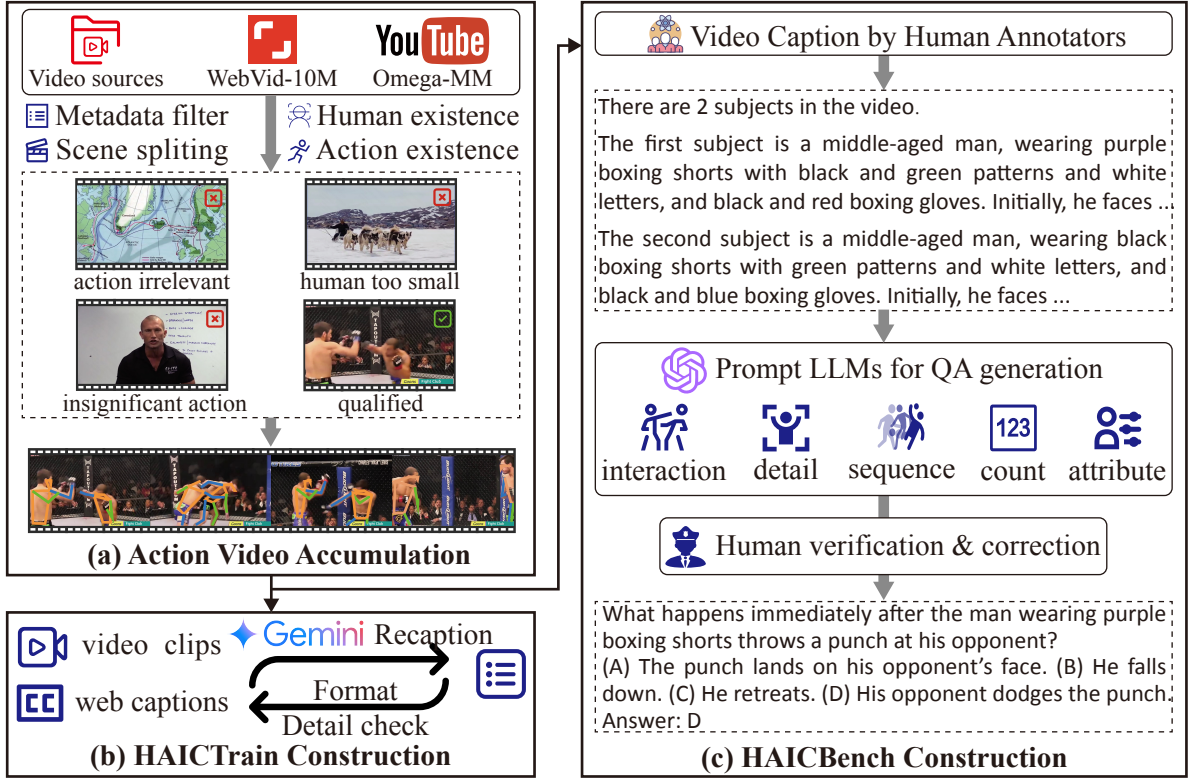 YouTube
Video sources
WebVid-10M
Omega-MM
Metadata filter
Human existence
Scene spliting
Action existence
action irrelevant
human too small
insignificant action
qualified
(a) Action Video Accumulation
video clips
Gemini Recaption
web captions
Format
Detail check
CC
(b) HAICTrain Construction
Video Caption by Human Annotators
There are 2 subjects in the video.
The first subject is a middle-aged man, wearing purple
boxing shorts with black and green patterns and white
letters, and black and red boxing gloves. Initially, he faces ...
The second subject is a middle-aged man, wearing black
boxing shorts with green patterns and white letters, and
black and blue boxing gloves. Initially, he faces ...
Prompt LLMs for QA generation
123
interaction
detail
sequence
count
attribute
Human verification & correction
What happens immediately after the man wearing purple
boxing shorts throws a punch at his opponent?
(A) The punch lands on his opponent's face. (B) He falls
down. (C) He retreats. (D) His opponent dodges the punch.
Answer: D
(c) HAICBench Construction